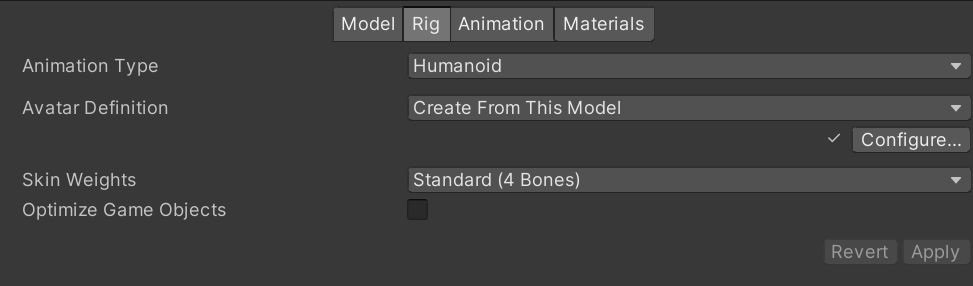 Model Rig Animation Materials
Animation Type Humanoid
Avatar Definition Create From This Model
Configure...
Skin Weights Standard (4 Bones)
Optimize Game Objects
Revert Apply